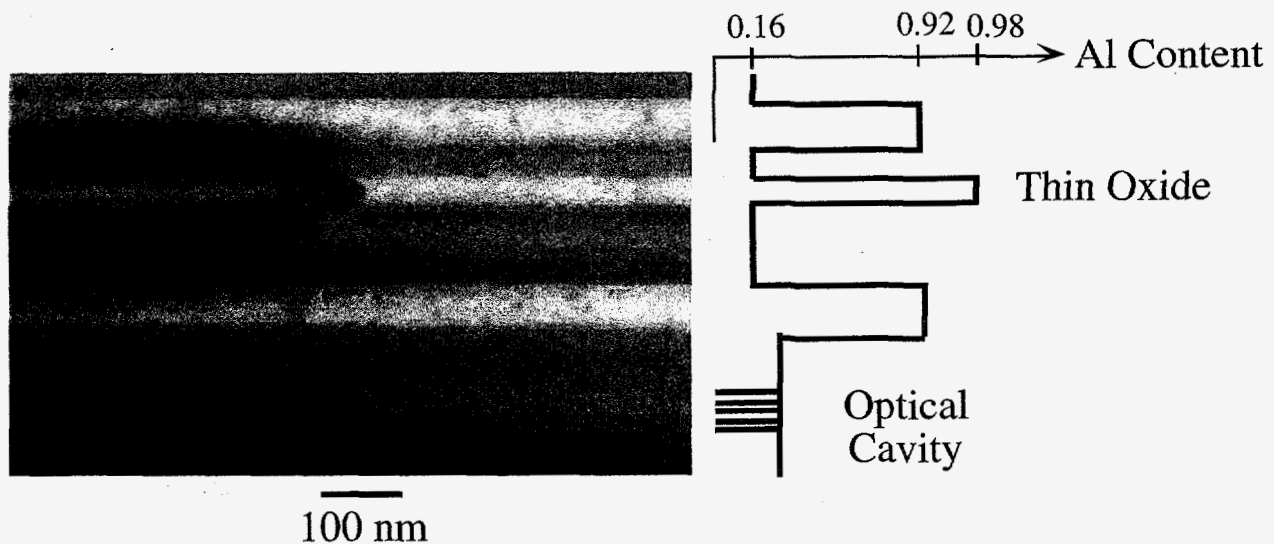 0.16
0.92
0.98
Al Content
Thin Oxide
Optical
Cavity
100 nm